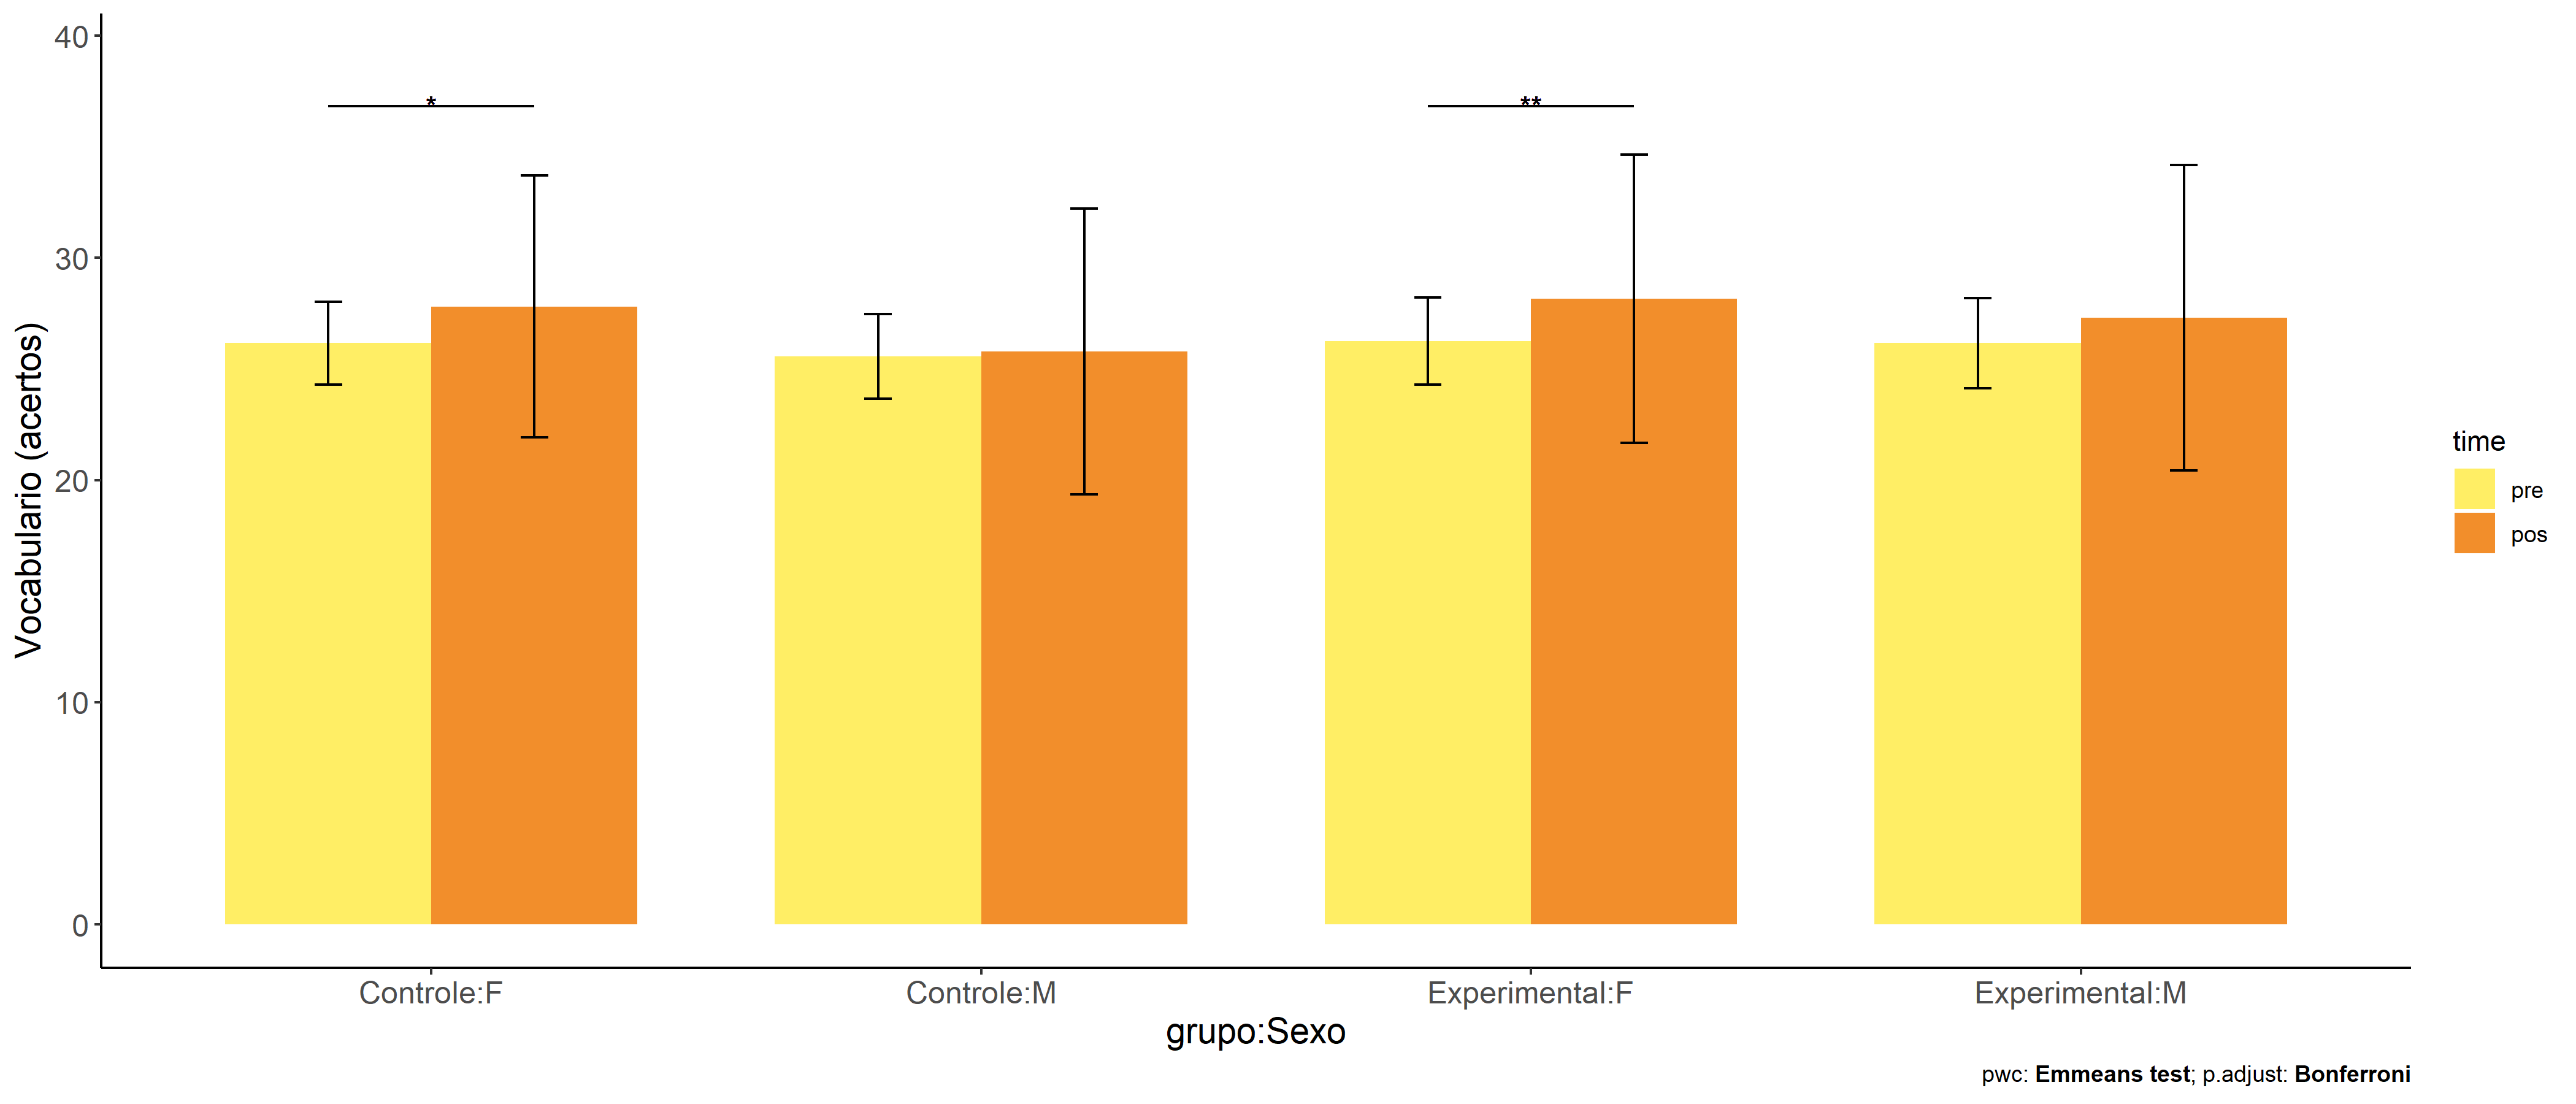 40
30
20
10
0
Vocabulario (acertos)
*
**
Controle:F
Controle:M
Experimental:F
Experimental:M
grupo:Sexo
time
pre
pos
pwc: Emmeans test; p.adjust: Bonferroni